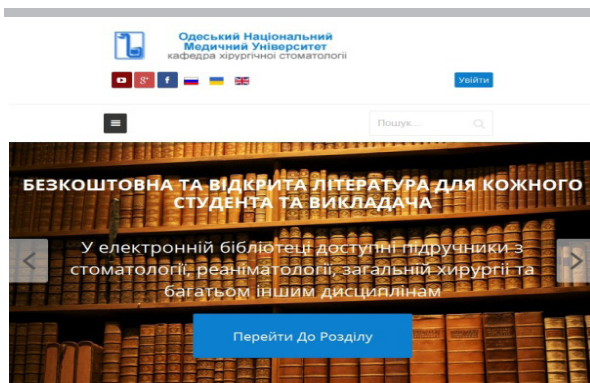 Одеський Національний
Медичний Університет
кафедра хірургічної стоматології
Увійти
Пошук...
БЕЗКОШТОВНА ТА ВІДКРИТА ЛІТЕРАТУРА ДЛЯ КОЖНОГО
СТУДЕНТА ТА ВИКЛАДАЧА
У електронній бібліотеці доступні підручники з
стоматології, реаніматології, загальній хирургії та
багатьом іншим дисциплінам
Перейти До Розділу